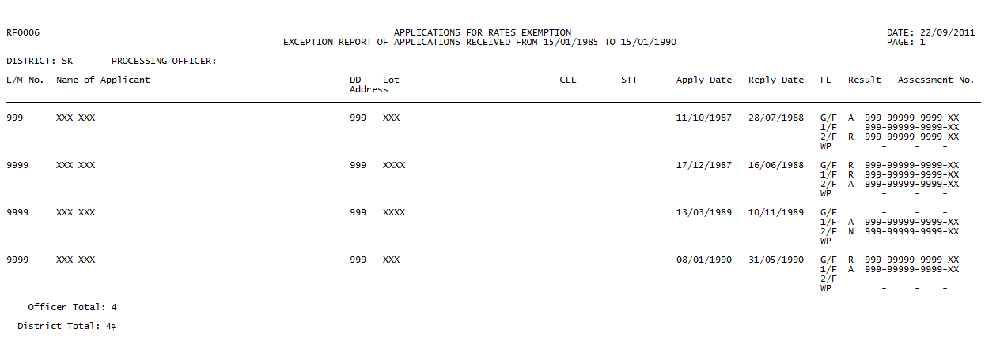 RF0006 APPLICATIONS FOR RATES EXEMPTION DATE: 22/09/2011
EXCEPTION REPORT OF APPLICATIONS RECEIVED FROM 15/01/1985 TO 15/01/1990 PAGE: 1
DISTRICT: SK PROCESSING OFFICER:
L/M No. Name of Applicant DD Lot CLL STT Apply Date Reply Date FL Result Assessment No.
Address
999 XXX XXX 999 XXX 11/10/1987 28/07/1988 G/F A 999-99999-9999-XX
1/F 999-99999-9999-XX
2/F R 999-99999-9999-XX
WP - - -
9999 XXX XXX 999 XXXX 17/12/1987 16/06/1988 G/F R 999-99999-9999-XX
1/F R 999-99999-9999-XX
2/F A 999-99999-9999-XX
WP - - -
9999 XXX XXX 999 XXXX 13/03/1989 10/11/1989 G/F - - -
1/F A 999-99999-9999-XX
2/F N 999-99999-9999-XX
WP - - -
9999 XXX XXX 999 XXX 08/01/1990 31/05/1990 G/F R 999-99999-9999-XX
1/F A 999-99999-9999-XX
2/F - - -
WP - - -
Officer Total: 4
District Total: 4